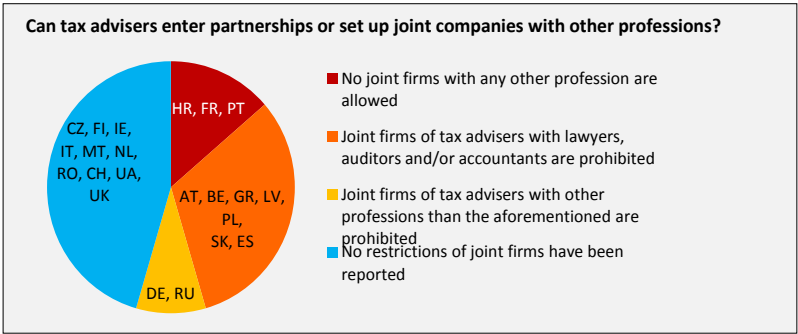 Can tax advisers enter partnerships or set up joint companies with other professions?
HR, FR, PT
CZ, FI, IE,
IT, MT, NL,
RO, CH, UA,
UK
AT, BE, GR, LV,
PL,
SK, ES
DE, RU
No joint firms with any other profession are
allowed
Joint firms of tax advisers with lawyers,
auditors and/or accountants are prohibited
Joint firms of tax advisers with other
professions than the aforementioned are
prohibited
No restrictions of joint firms have been
reported